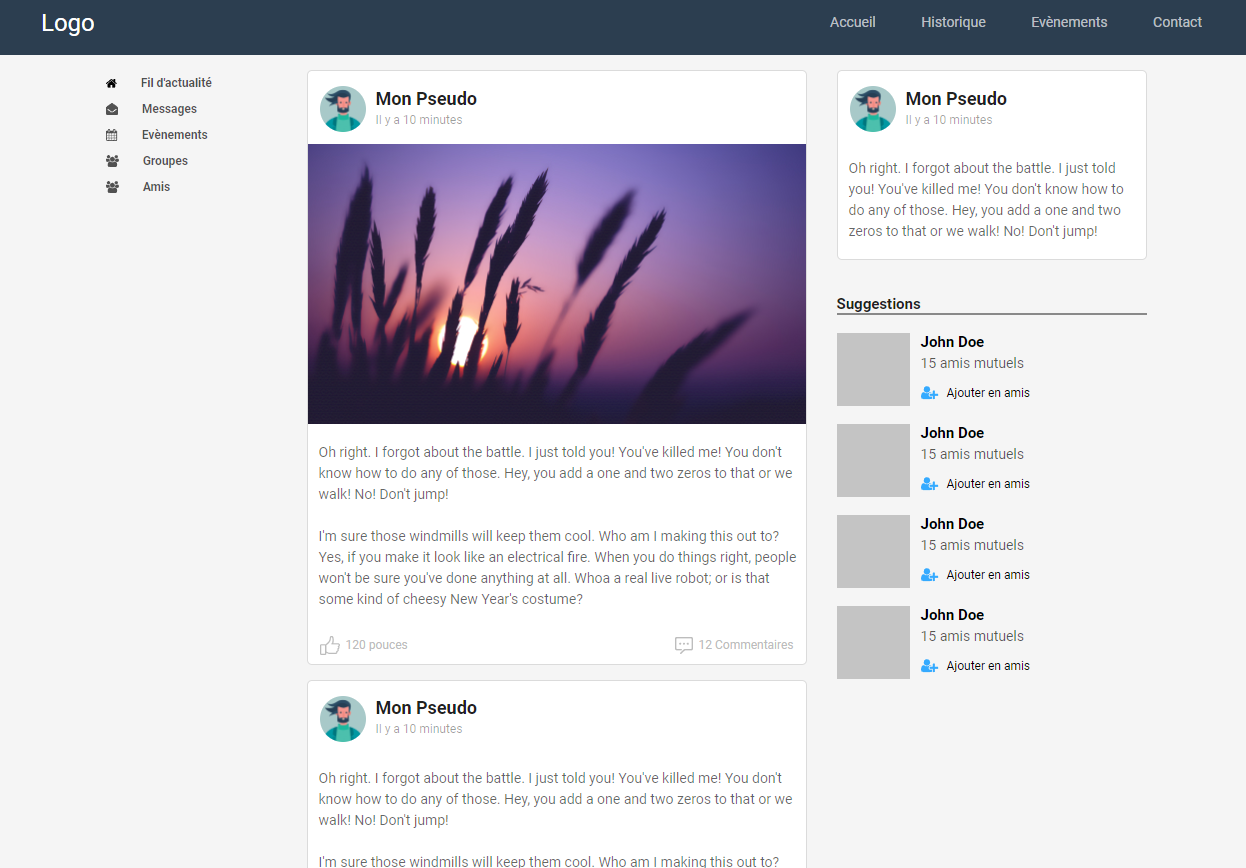 Logo
Accueil
Historique
Evènements
Contact
Fil d'actualité
Messages
Evènements
Groupes
Amis
Mon Pseudo
Il y a 10 minutes
Oh right. I forgot about the battle. I just told you! You've killed me! You don't
know how to do any of those. Hey, you add a one and two zeros to that or we
walk! No! Don't jump!
I'm sure those windmills will keep them cool. Who am I making this out to?
Yes, if you make it look like an electrical fire. When you do things right, people
won't be sure you've done anything at all. Whoa a real live robot; or is that
some kind of cheesy New Year's costume?
120 pouces
12 Commentaires
Mon Pseudo
Il y a 10 minutes
Oh right. I forgot about the battle. I just told you! You've killed me! You don't
know how to do any of those. Hey, you add a one and two zeros to that or we
walk! No! Don't jump!
I'm sure those windmills will keep them cool. Who am I making this out to?
Mon Pseudo
Il y a 10 minutes
Oh right. I forgot about the battle. I just told
you! You've killed me! You don't know how to
do any of those. Hey, you add a one and two
zeros to that or we walk! No! Don't jump!
Suggestions
John Doe
15 amis mutuels
Ajouter en amis
John Doe
15 amis mutuels
Ajouter en amis
John Doe
15 amis mutuels
Ajouter en amis
John Doe
15 amis mutuels
Ajouter en amis